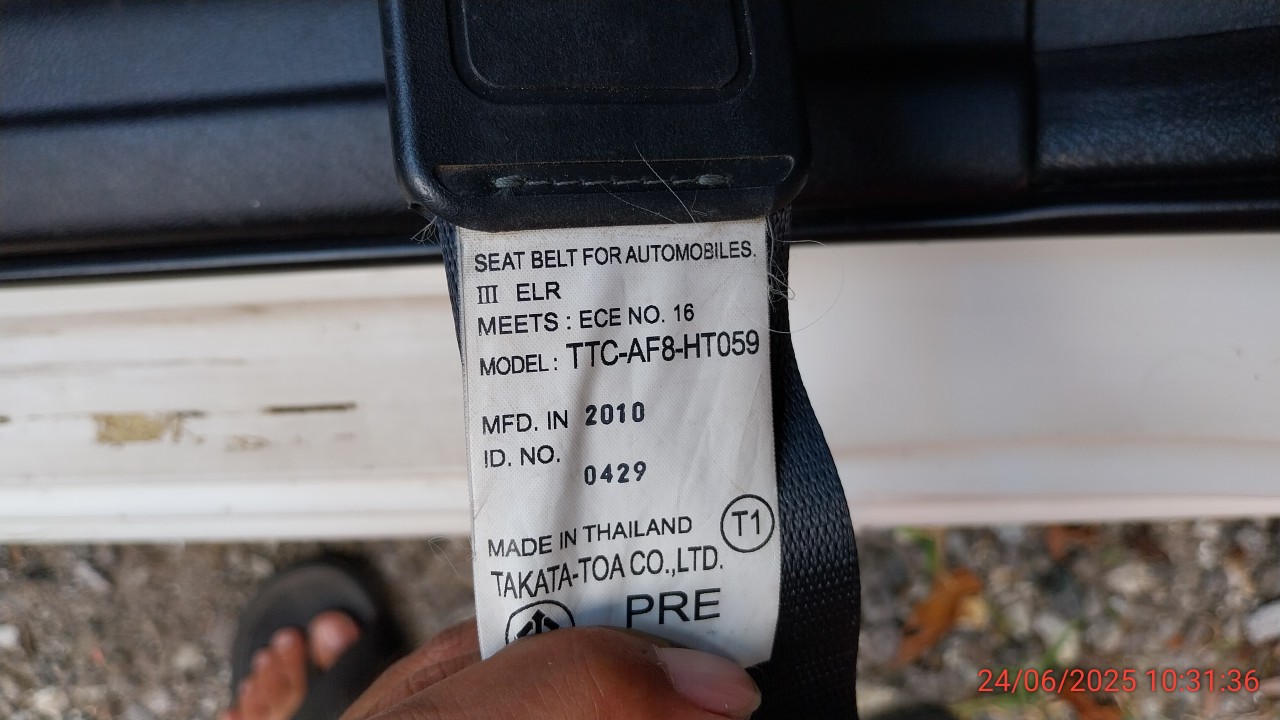 SEAT BELT FOR AUTOMOBILES.
III ELR
MEETS : ECE NO. 16
MODEL : TTC-AF8-HT059
MFD. IN 2010
ID. NO.
0429
MADE IN THAILAND T1
TAKATA-TOA CO.,LTD.
PRE
24/06/2025 10:31:36